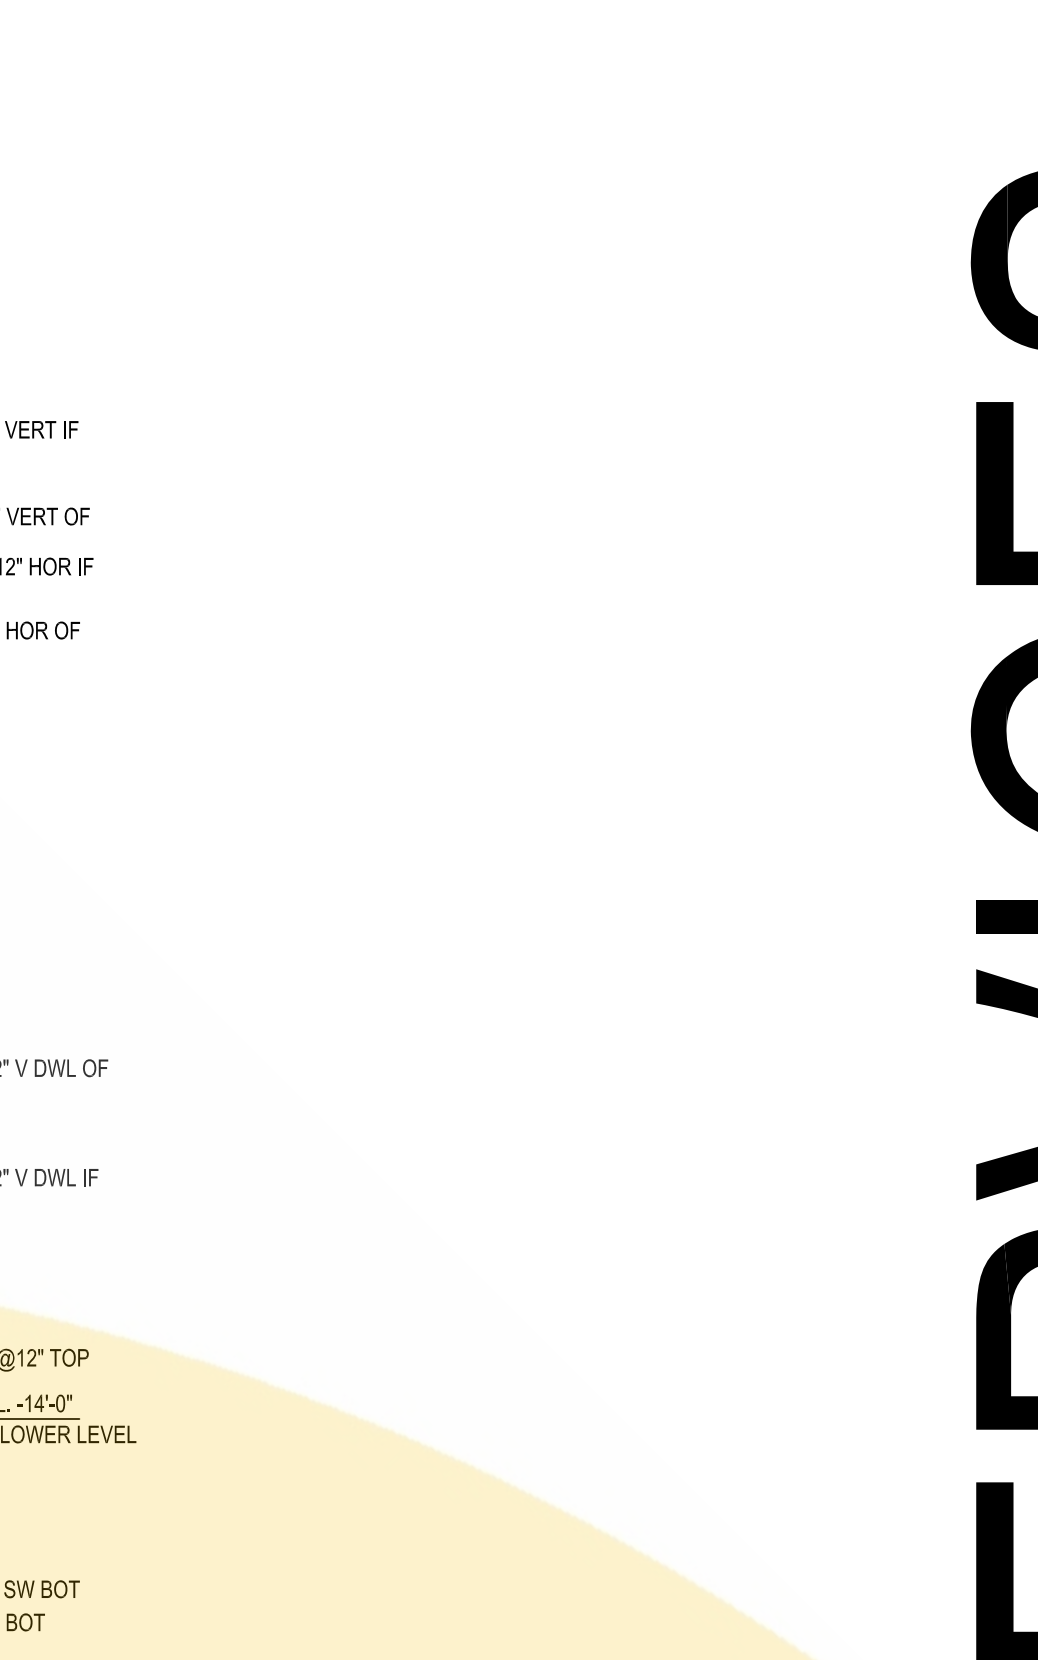 VERT IF
VERT OF
12" HOR IF
HOR OF
2" V DWL OF
2" V DWL IF
@12" TOP
L. -14'-0"
LOWER LEVEL
SW BOT
BOT